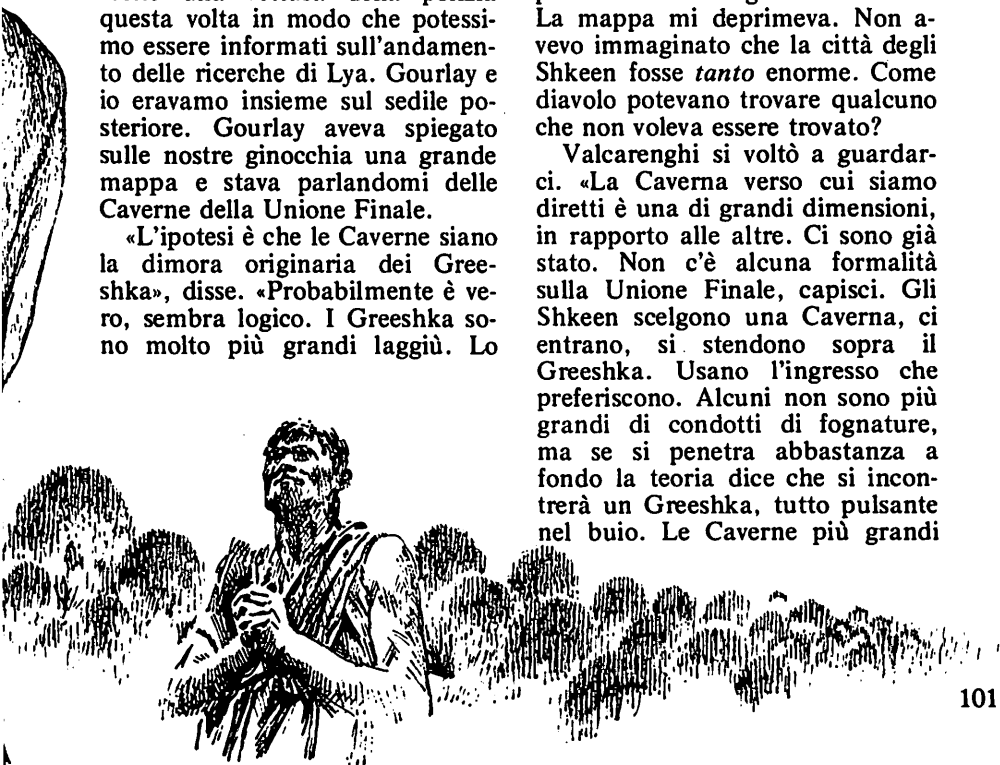 questa volta in modo che potessi-
mo essere informati sull'andamen-
to delle ricerche di Lya. Gourlay e
io eravamo insieme sul sedile po-
steriore. Gourlay aveva spiegato
sulle nostre ginocchia una grande
mappa e stava parlandomi delle
Caverne della Unione Finale.
«L'ipotesi è che le Caverne siano
la dimora originaria dei Gree-
shka», disse. «Probabilmente è ve-
ro, sembra logico. I Greeshka so-
no molto più grandi laggiù. Lo
La mappa mi deprimeva. Non a-
vevo immaginato che la città degli
Shkeen fosse tanto enorme. Come
diavolo potevano trovare qualcuno
che non voleva essere trovato?
Valcarenghi si voltò a guardar-
ci. «La Caverna verso cui siamo
diretti è una di grandi dimensioni,
in rapporto alle altre. Ci sono già
stato. Non c'è alcuna formalità
sulla Unione Finale, capisci. Gli
Shkeen scelgono una Caverna, ci
entrano, si stendono sopra il
Greeshka. Usano l'ingresso che
preferiscono. Alcuni non sono più
grandi di condotti di fognature,
ma se si penetra abbastanza a
fondo la teoria dice che si incon-
trerà un Greeshka, tutto pulsante
nel buio. Le Caverne più grandi
101